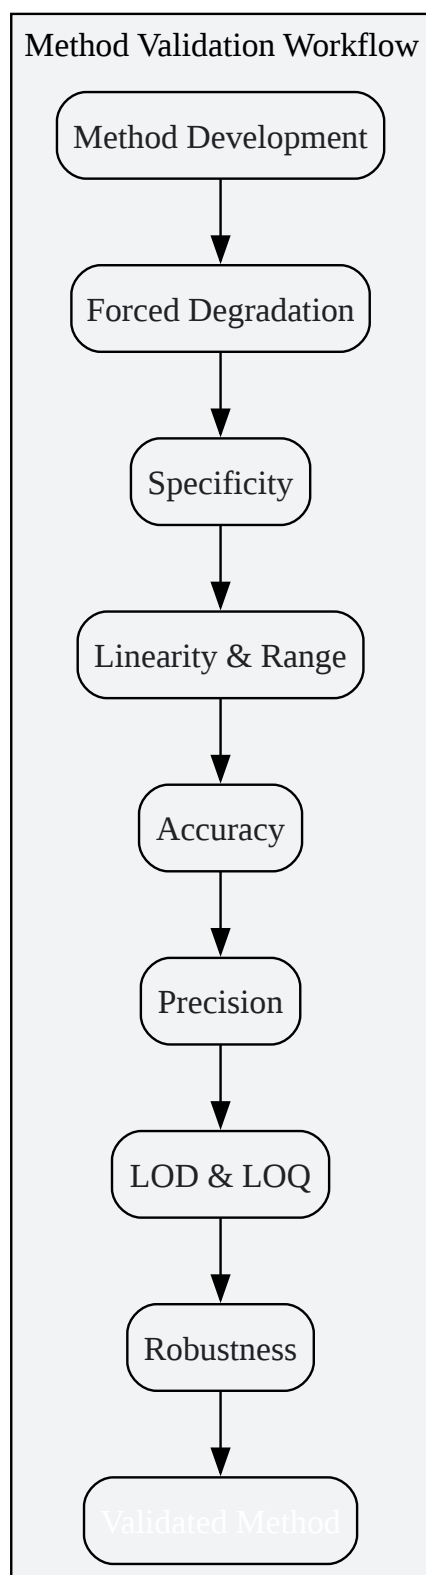 Method Validation Workflow
Method Development
Forced Degradation
Specificity
Linearity & Range
Accuracy
Precision
LOD & LOQ
Robustness
Validated Method